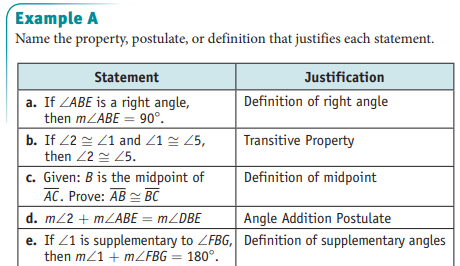 Example A
Name the property, postulate, or definition that justifies each statement.
Statement
Justification
a. If ∠ABE is a right angle,
then m∠ABE = 90°.
Definition of right angle
b. If ∠2 ≅ ∠1 and ∠1 ≅ ∠5,
then ∠2 ≅ ∠5.
Transitive Property
c. Given: B is the midpoint of
A̅C̅. Prove: A̅B̅ ≅ B̅C̅
Definition of midpoint
d. m∠2 + m∠ABE = m∠DBE
Angle Addition Postulate
e. If ∠1 is supplementary to ∠FBG,
then m∠1 + m∠FBG = 180°.
Definition of supplementary angles